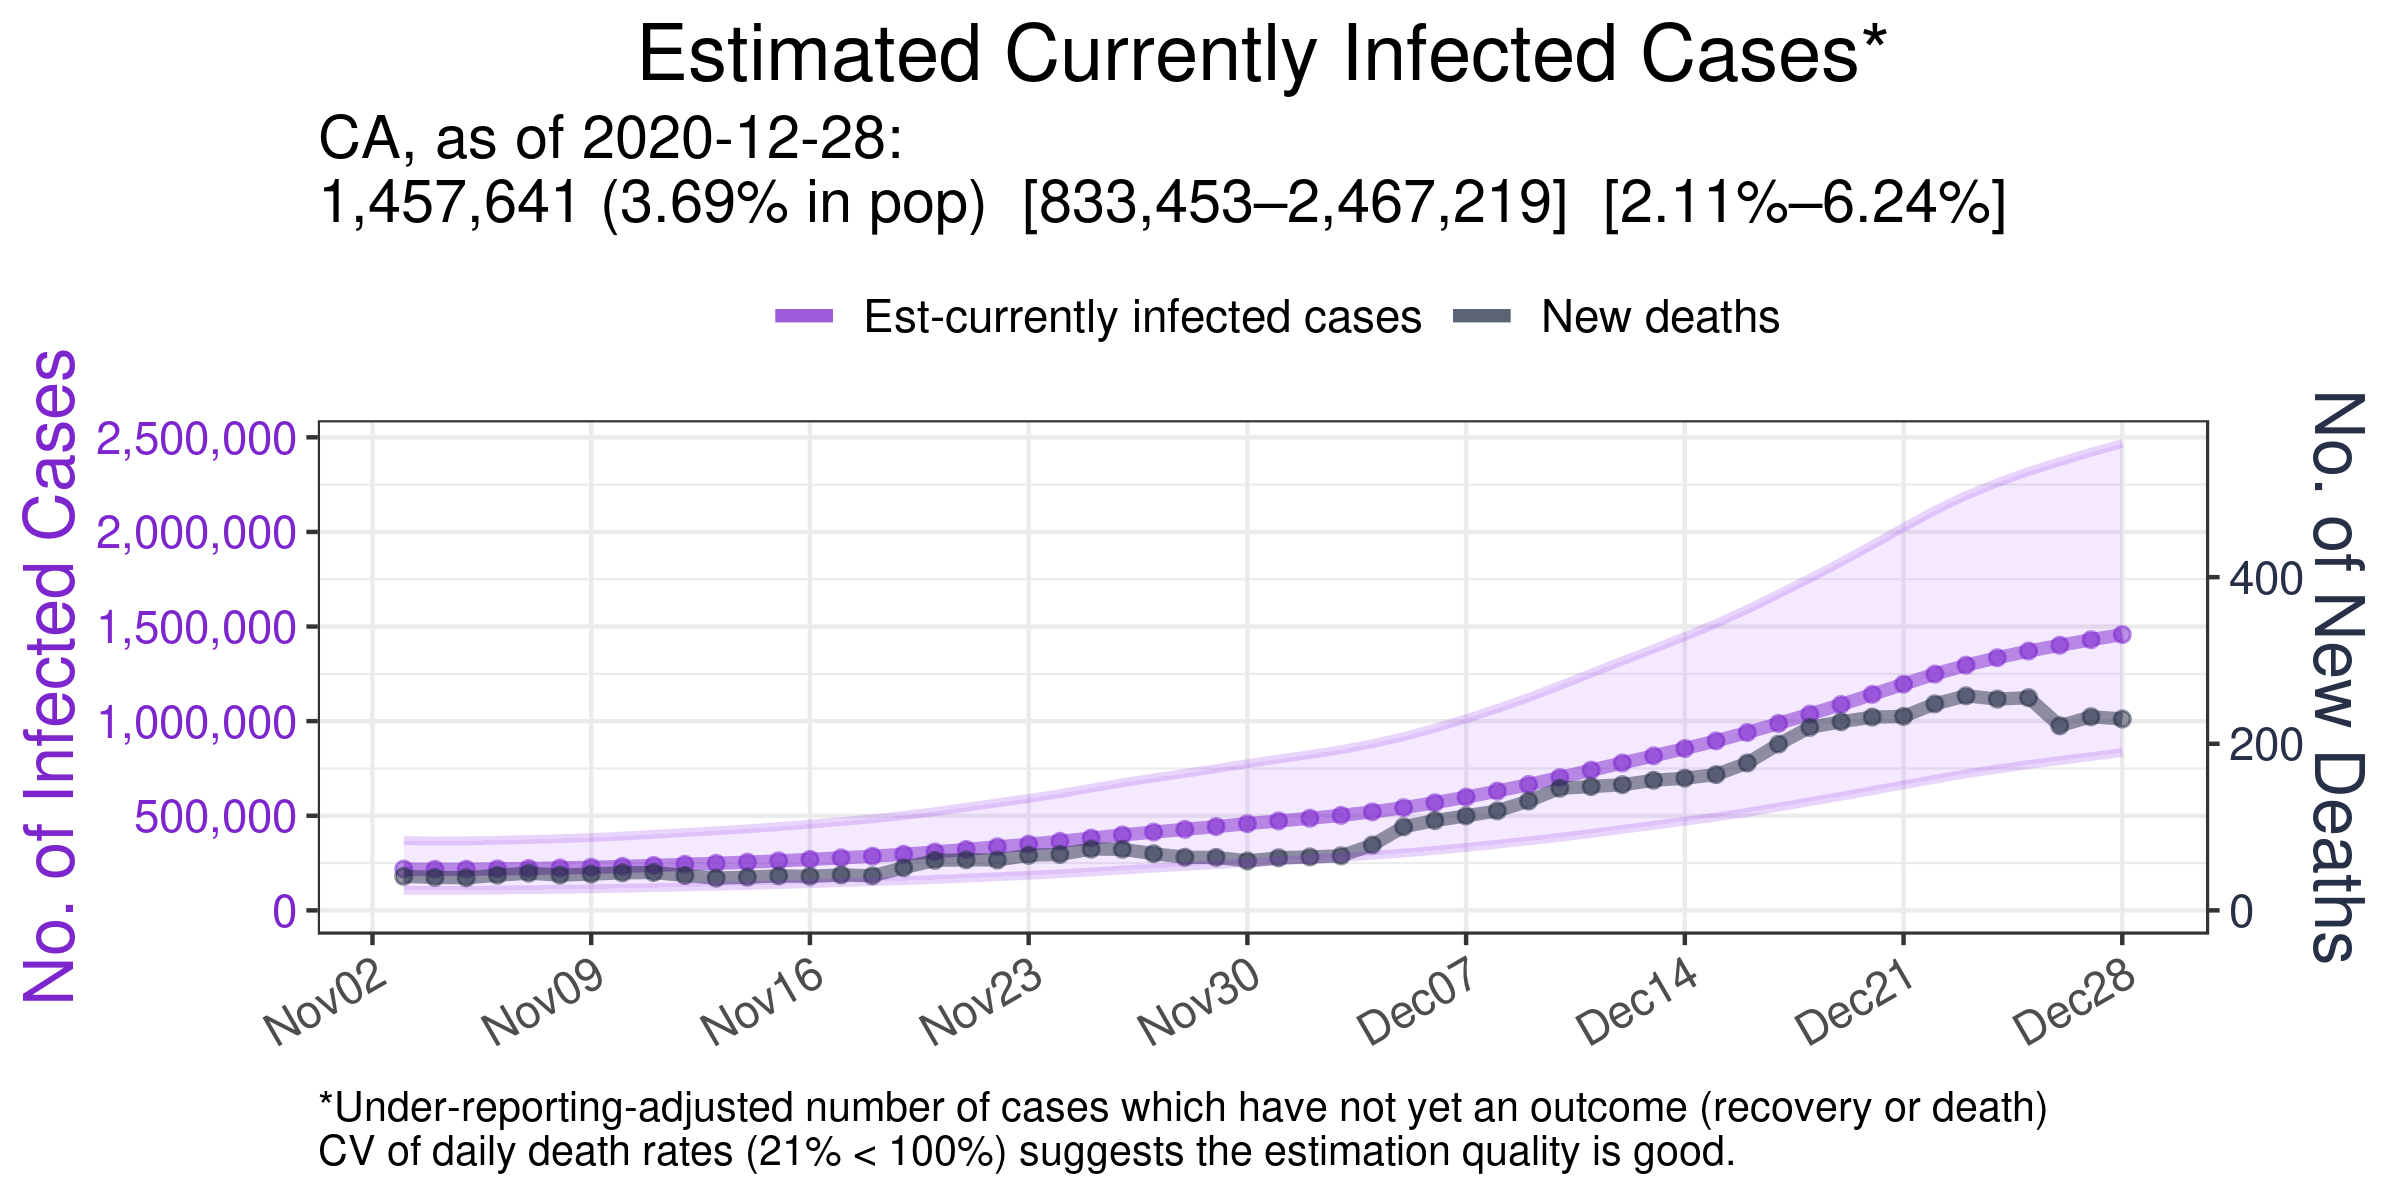 Estimated Currently Infected Cases*
CA, as of 2020-12-28:
1,457,641 (3.69% in pop) [833,453–2,467,219] [2.11%–6.24%]
Est-currently infected cases
New deaths
No. of Infected Cases
2,500,000
2,000,000
1,500,000
1,000,000
500,000
0
No. of New Deaths
400
200
0
Nov02
Nov09
Nov16
Nov23
Nov30
Dec07
Dec14
Dec21
Dec28
*Under-reporting-adjusted number of cases which have not yet an outcome (recovery or death)
CV of daily death rates (21% < 100%) suggests the estimation quality is good.